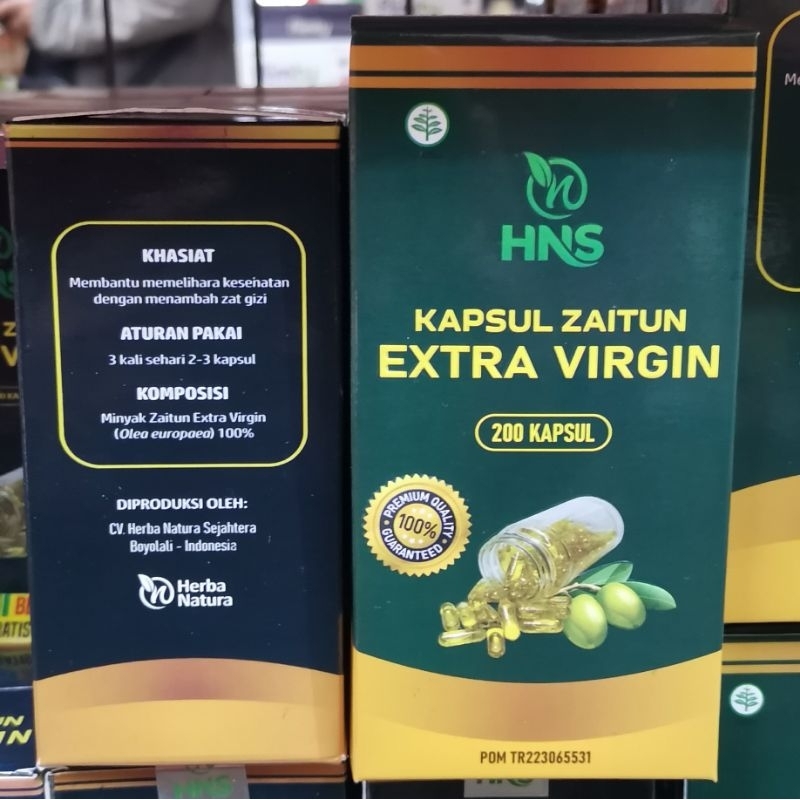 KHASIAT
Membantu memelihara kesehatan
dengan menambah zat gizi
ATURAN PAKAI
3 kali sehari 2-3 kapsul
KOMPOSISI
Minyak Zaitun Extra Virgin
(Olea europaea) 100%
DIPRODUKSI OLEH:
CV. Herba Natura Sejahtera
Boyolali - Indonesia
Herba
Natura
HNS
KAPSUL ZAITUN
EXTRA VIRGIN
200 KAPSUL
PREMIUM QUALITY
100%
GUARANTEED
POM TR223065531
HNS